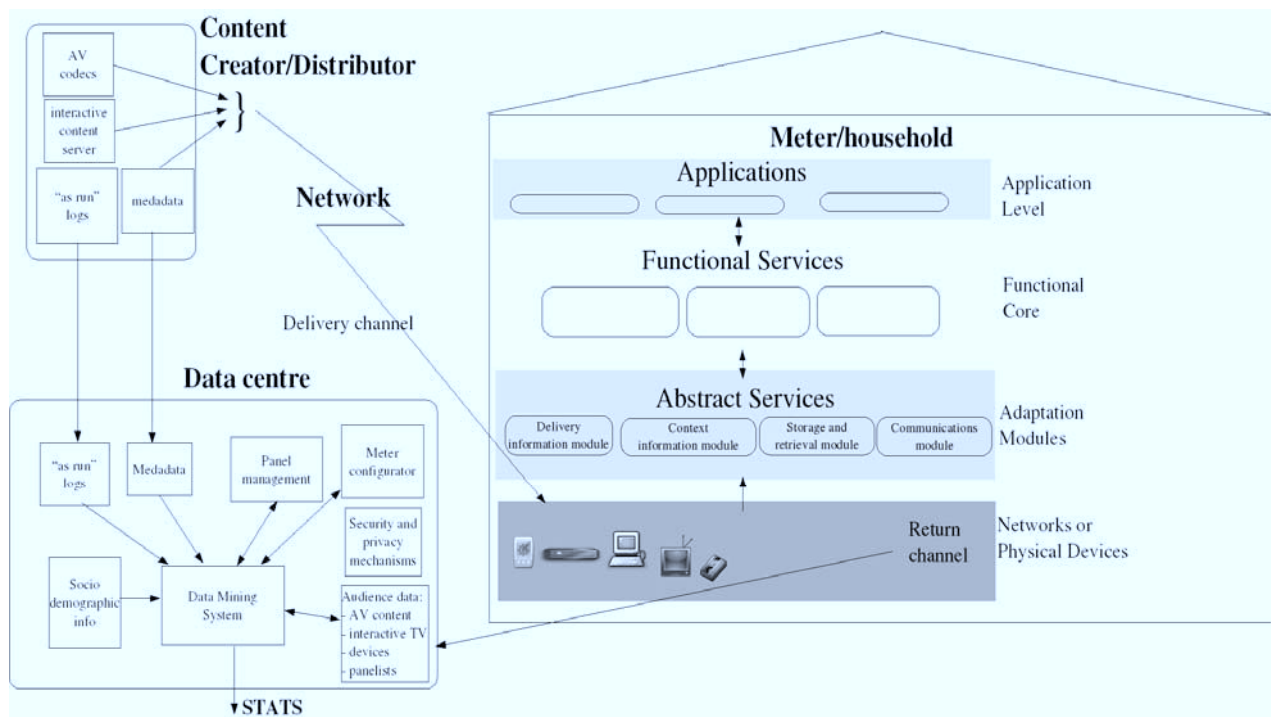 Content
Creator/Distributor
AV
codecs
interactive
content
server
"as run"
logs
medadata
}
Network
Delivery channel
Data centre
"as run"
logs
Medadata
Panel
management
Meter
configurator
Security and
privacy
mechanisms
Socio
demographic
info
Data Mining
System
Audience data:
- AV content
- interactive TV
- devices
- panelists
STATS
Meter/household
Applications
Application
Level
Functional Services
Functional
Core
Abstract Services
Delivery
information module
Context
information module
Storage and
retrieval module
Communications
module
Adaptation
Modules
Return
channel
Networks or
Physical Devices